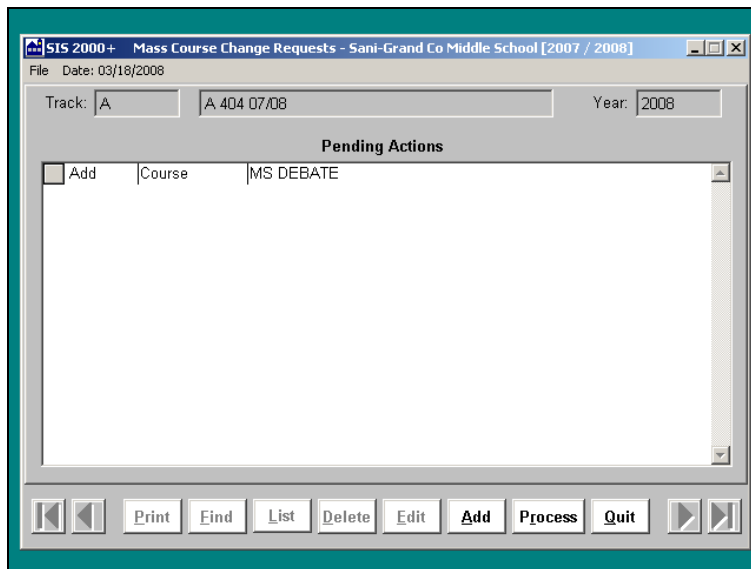 SIS 2000+ Mass Course Change Requests - Sani-Grand Co Middle School [2007 / 2008]
File Date: 03/18/2008
Track: A A 404 07/08 Year: 2008
Pending Actions
Add Course MS DEBATE
Print Find List Delete Edit Add Process Quit